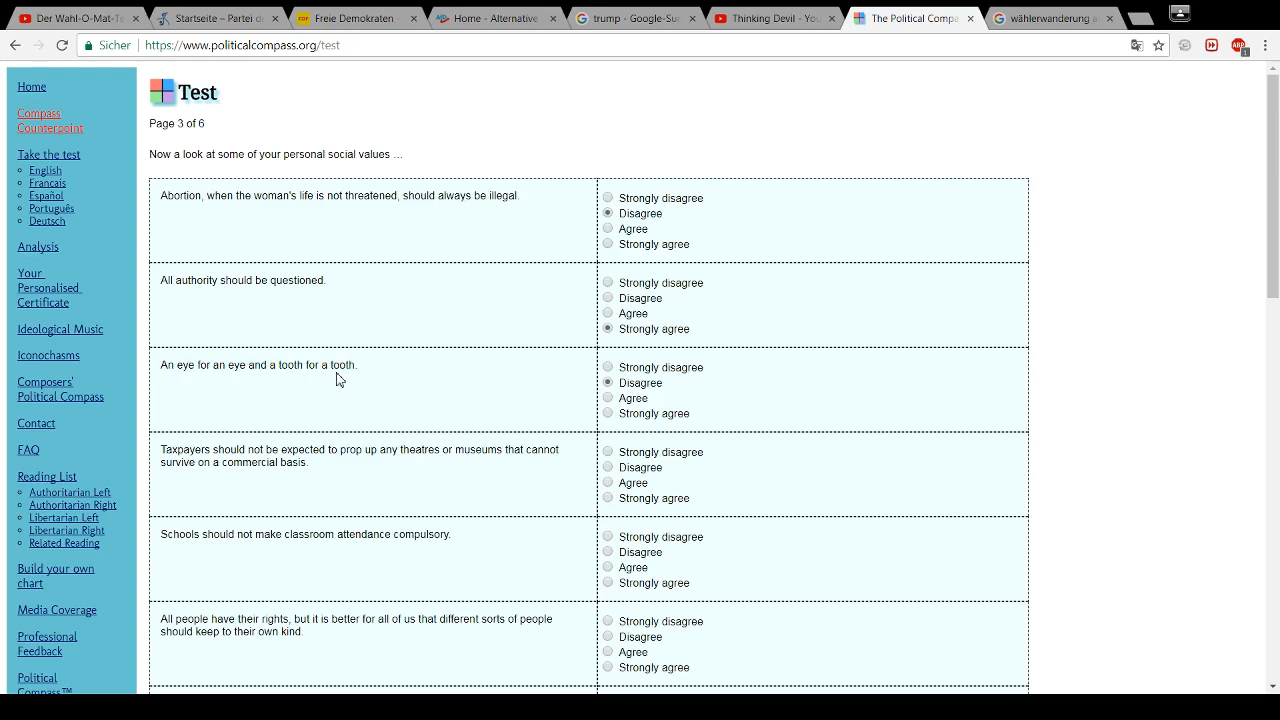 Der Wahl-O-Mat-Te
Startseite – Partei de
FDP Freie Demokraten -
Home - Alternative
trump - Google-Su
Thinking Devil - Yo
The Political Compa
wählerwanderung a
Sicher https://www.politicalcompass.org/test
Home
Compass
Counterpoint
Take the test
English
Francais
Español
Português
Deutsch
Analysis
Your
Personalised
Certificate
Ideological Music
Iconochasms
Composers'
Political Compass
Contact
FAQ
Reading List
Authoritarian Left
Authoritarian Right
Libertarian Left
Libertarian Right
Related Reading
Build your own
chart
Media Coverage
Professional
Feedback
Political
Compass™
Test
Page 3 of 6
Now a look at some of your personal social values ...
Abortion, when the woman's life is not threatened, should always be illegal.
Strongly disagree
Disagree
Agree
Strongly agree
All authority should be questioned.
Strongly disagree
Disagree
Agree
Strongly agree
An eye for an eye and a tooth for a tooth.
Strongly disagree
Disagree
Agree
Strongly agree
Taxpayers should not be expected to prop up any theatres or museums that cannot
survive on a commercial basis.
Strongly disagree
Disagree
Agree
Strongly agree
Schools should not make classroom attendance compulsory.
Strongly disagree
Disagree
Agree
Strongly agree
All people have their rights, but it is better for all of us that different sorts of people
should keep to their own kind.
Strongly disagree
Disagree
Agree
Strongly agree